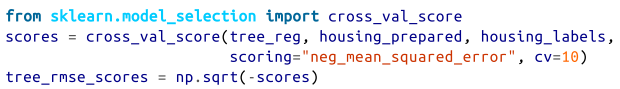 from sklearn.model_selection import cross_val_score
scores = cross_val_score(tree_reg, housing_prepared, housing_labels,
                         scoring="neg_mean_squared_error", cv=10)
tree_rmse_scores = np.sqrt(-scores)